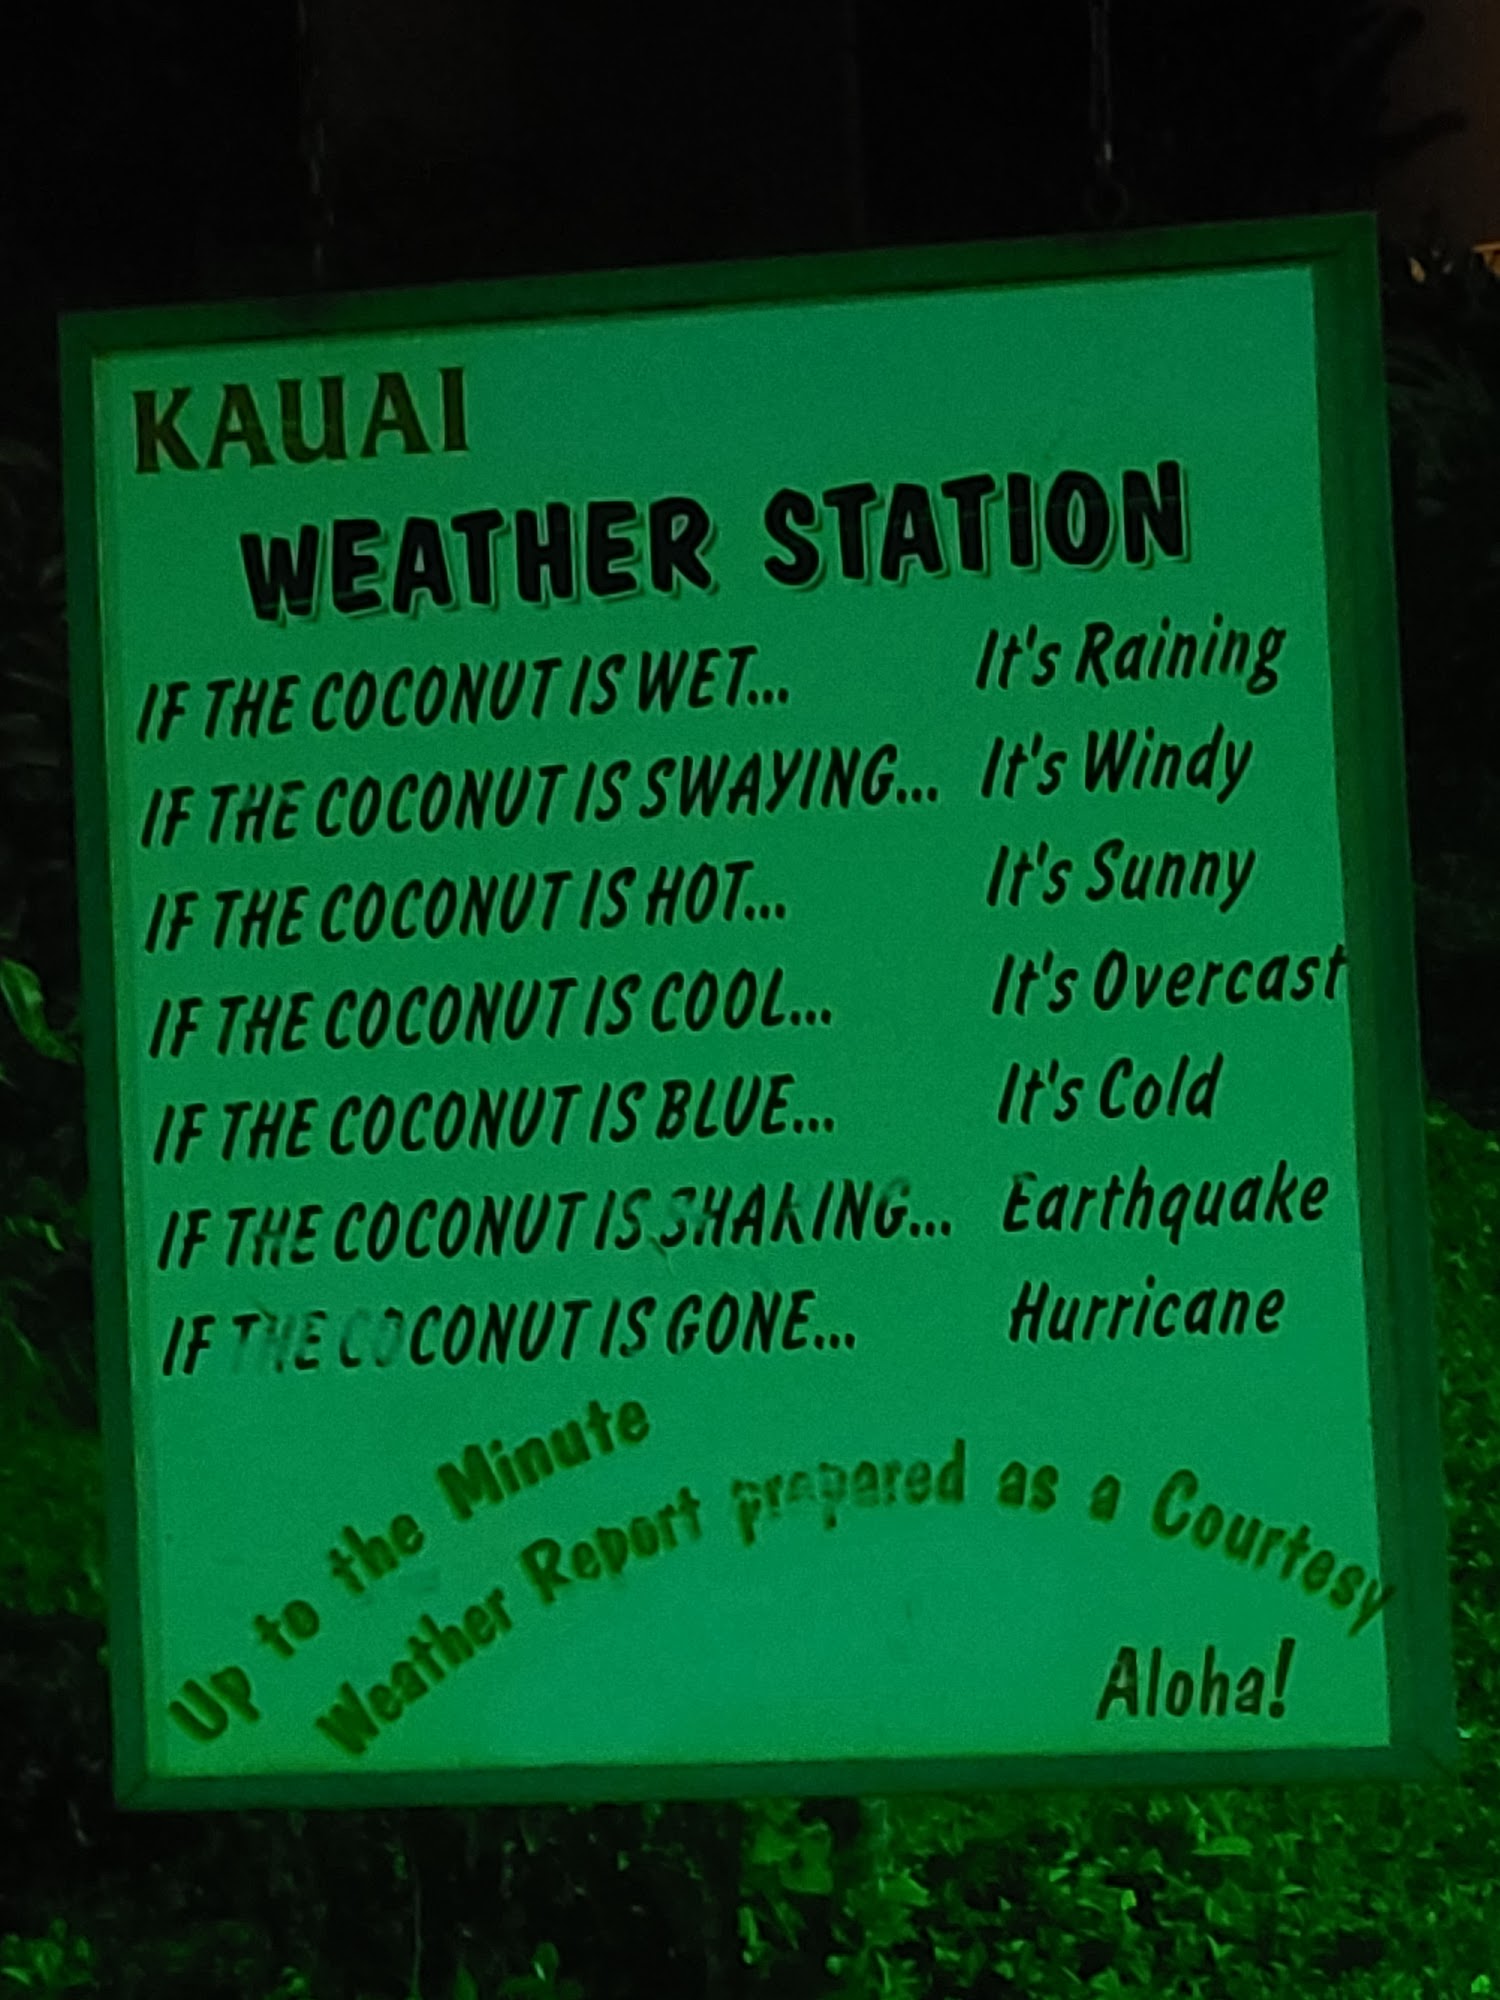 KAUAI
WEATHER STATION
IF THE COCONUT IS WET... It's Raining
IF THE COCONUT IS SWAYING... It's Windy
IF THE COCONUT IS HOT... It's Sunny
IF THE COCONUT IS COOL... It's Overcast
IF THE COCONUT IS BLUE... It's Cold
IF THE COCONUT IS SHAKING... Earthquake
IF THE COCONUT IS GONE... Hurricane
Up to the Minute
Weather Report prepared as a Courtesy
Aloha!